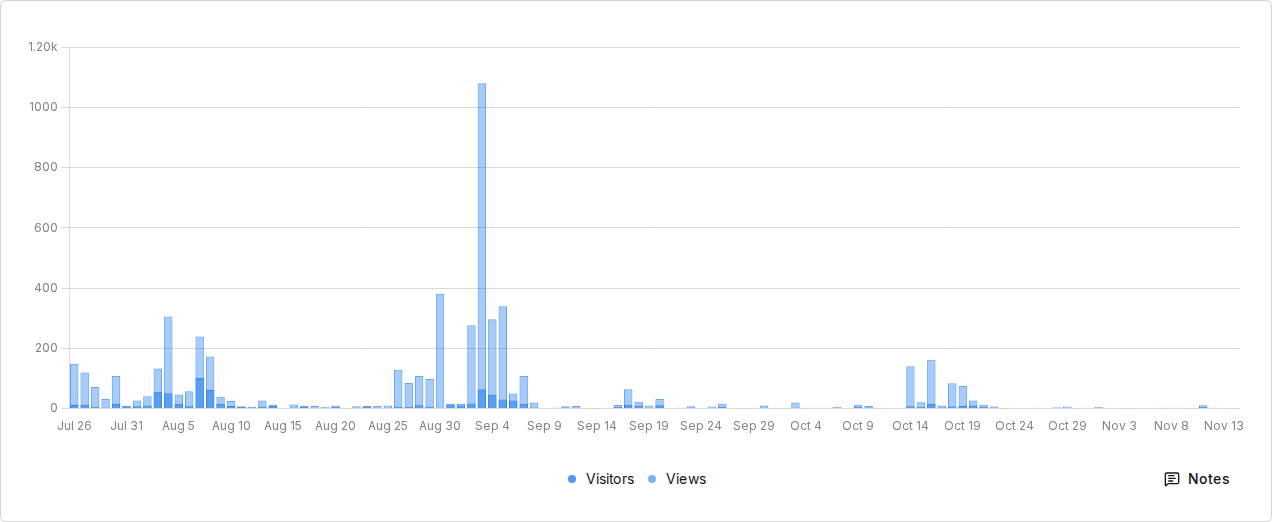 1.20k
1000
800
600
400
200
0
Jul 26 Jul 31 Aug 5 Aug 10 Aug 15 Aug 20 Aug 25 Aug 30 Sep 4 Sep 9 Sep 14 Sep 19 Sep 24 Sep 29 Oct 4 Oct 9 Oct 14 Oct 19 Oct 24 Oct 29 Nov 3 Nov 8 Nov 13
Visitors Views Notes